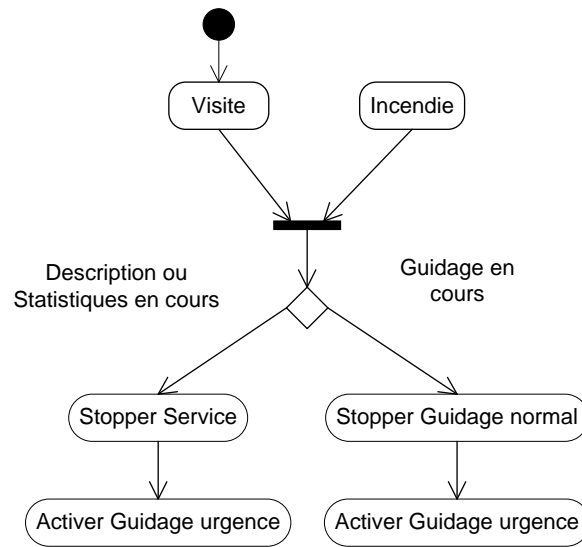 Visite
Incendie
Description ou
Statistiques en cours
Guidage en
cours
Stopper Service
Stopper Guidage normal
Activer Guidage urgence
Activer Guidage urgence